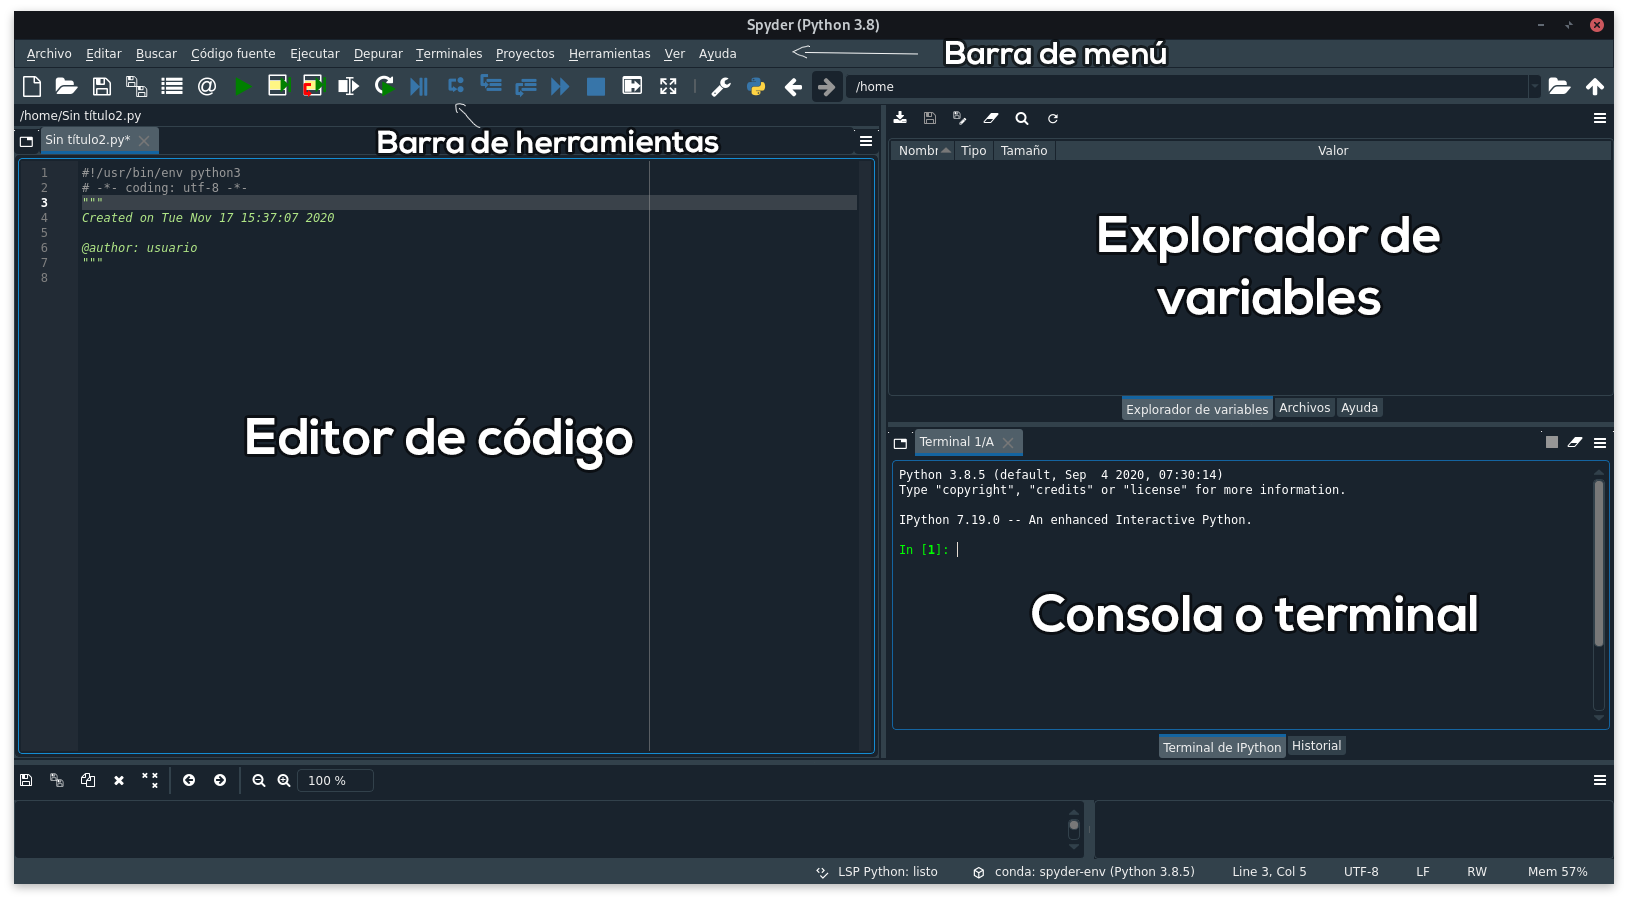 Spyder (Python 3.8)
Archivo Editar Buscar Código fuente Ejecutar Depurar Terminales Proyectos Herramientas Ver Ayuda
Barra de menú
/home
/home/Sin título2.py
Sin título2.py*
Barra de herramientas
1 #!/usr/bin/env python3
2 # -*- coding: utf-8 -*-
3 """
4 Created on Tue Nov 17 15:37:07 2020
5
6 @author: usuario
7 """
8
Editor de código
Nombr Tipo Tamaño Valor
Explorador de
variables
Explorador de variables Archivos Ayuda
Terminal 1/A
Python 3.8.5 (default, Sep  4 2020, 07:30:14)
Type "copyright", "credits" or "license" for more information.
IPython 7.19.0 -- An enhanced Interactive Python.
In [1]:
Consola o terminal
Terminal de IPython Historial
100 %
LSP Python: listo conda: spyder-env (Python 3.8.5) Line 3, Col 5 UTF-8 LF RW Mem 57%